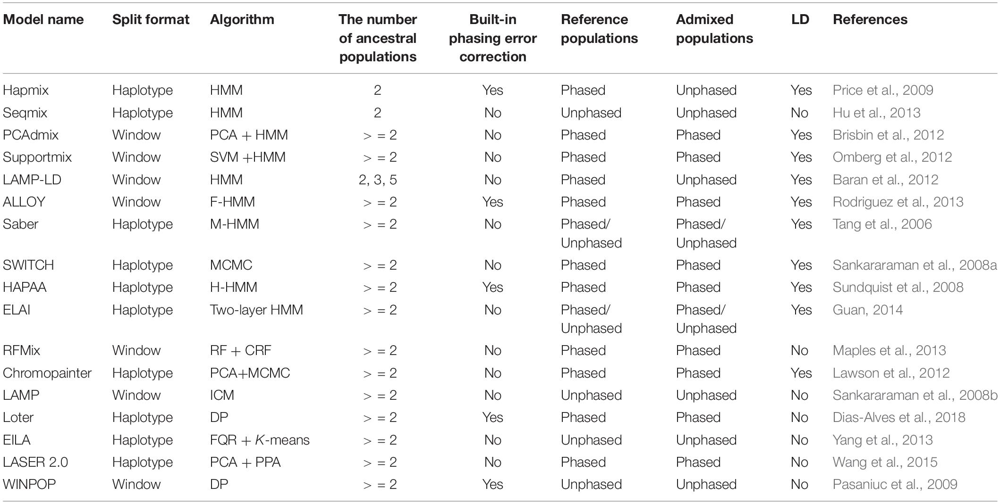 Model name Split format Algorithm The number of ancestral populations Built-in phasing error correction Reference populations Admixed populations LD References
Hapmix Haplotype HMM 2 Yes Phased Unphased Yes Price et al., 2009
Seqmix Haplotype HMM 2 No Unphased Unphased No Hu et al., 2013
PCAdmix Window PCA + HMM > = 2 No Phased Phased Yes Brisbin et al., 2012
Supportmix Window SVM +HMM > = 2 No Phased Phased Yes Omberg et al., 2012
LAMP-LD Window HMM 2, 3, 5 No Phased Unphased Yes Baran et al., 2012
ALLOY Window F-HMM > = 2 Yes Phased Phased Yes Rodriguez et al., 2013
Saber Haplotype M-HMM > = 2 No Phased/ Unphased Phased/ Unphased Yes Tang et al., 2006
SWITCH Haplotype MCMC > = 2 No Phased Phased Yes Sankararaman et al., 2008a
HAPAA Haplotype H-HMM > = 2 Yes Phased Phased Yes Sundquist et al., 2008
ELAI Haplotype Two-layer HMM > = 2 No Phased/ Unphased Phased/ Unphased Yes Guan, 2014
RFMix Window RF + CRF > = 2 No Phased Phased No Maples et al., 2013
Chromopainter Haplotype PCA+MCMC > = 2 No Phased Phased Yes Lawson et al., 2012
LAMP Window ICM > = 2 No Unphased Unphased No Sankararaman et al., 2008b
Loter Haplotype DP > = 2 Yes Phased Phased No Dias-Alves et al., 2018
EILA Haplotype FQR + K-means > = 2 No Unphased Unphased No Yang et al., 2013
LASER 2.0 Haplotype PCA + PPA > = 2 No Phased Phased No Wang et al., 2015
WINPOP Window DP > = 2 Yes Unphased Unphased No Pasaniuc et al., 2009